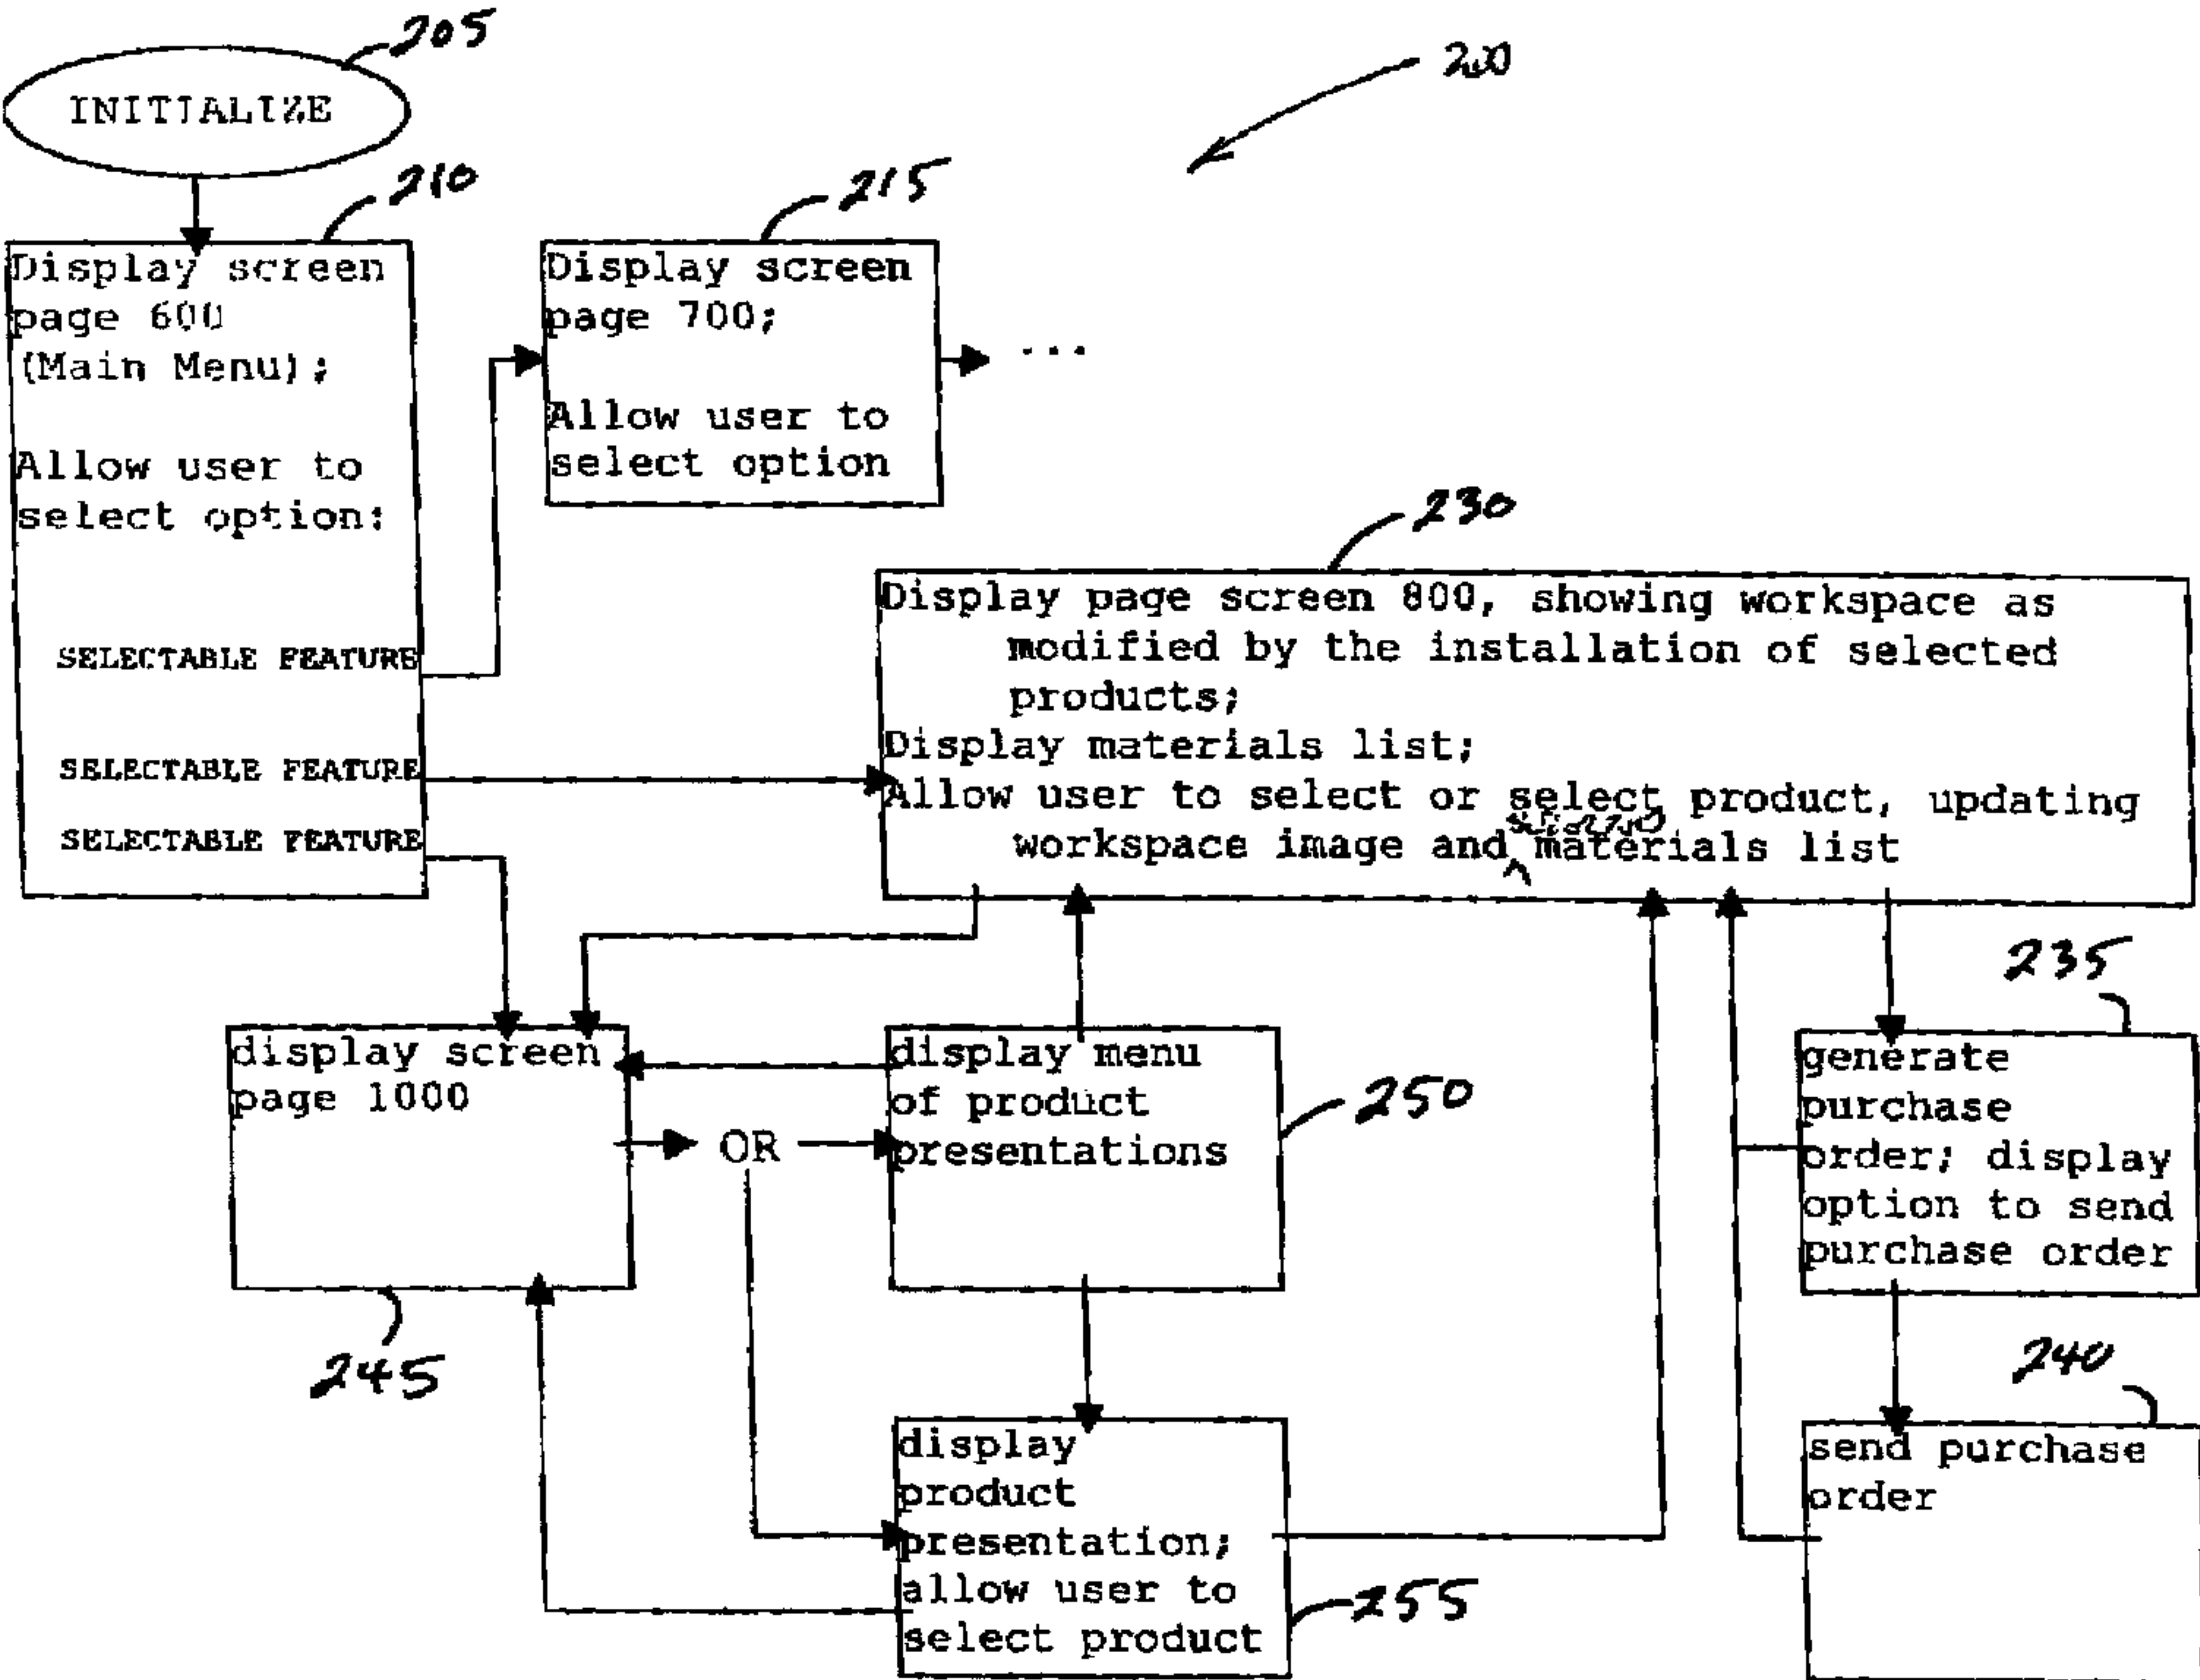 205
200
INITIALIZE
210
215
Display screen
page 600
(Main Menu);
Allow user to
select option:
SELECTABLE FEATURE
SELECTABLE FEATURE
SELECTABLE FEATURE
Display screen
page 700;
Allow user to
select option
...
230
Display page screen 800, showing workspace as
modified by the installation of selected
products;
Display materials list;
Allow user to select or select product, updating
workspace image and selected materials list
235
display screen
page 1000
245
OR
display menu
of product
presentations
250
generate
purchase
order; display
option to send
purchase order
240
display
product
presentation;
allow user to
select product
255
send purchase
order